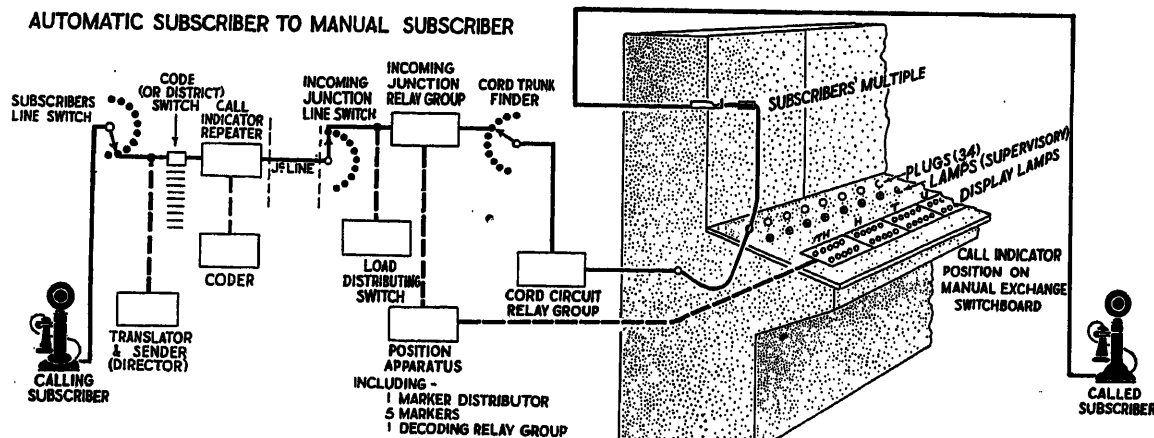 AUTOMATIC SUBSCRIBER TO MANUAL SUBSCRIBER
SUBSCRIBERS
LINE SWITCH
CODE
(OR DISTRICT)
SWITCH
CALL
INDICATOR
REPEATER
INCOMING
JUNCTION
LINE SWITCH
INCOMING
JUNCTION
RELAY GROUP
CORD TRUNK
FINDER
Jc LINE
SUBSCRIBERS' MULTIPLE
PLUGS (34)
LAMPS (SUPERVISORY)
DISPLAY LAMPS
TH H T U
CODER
LOAD
DISTRIBUTING
SWITCH
CORD CIRCUIT
RELAY GROUP
CALL INDICATOR
POSITION ON
MANUAL EXCHANGE
SWITCHBOARD
TRANSLATOR
& SENDER
(DIRECTOR)
POSITION
APPARATUS
INCLUDING -
1 MARKER DISTRIBUTOR
5 MARKERS
1 DECODING RELAY GROUP
CALLING
SUBSCRIBER
CALLED
SUBSCRIBER